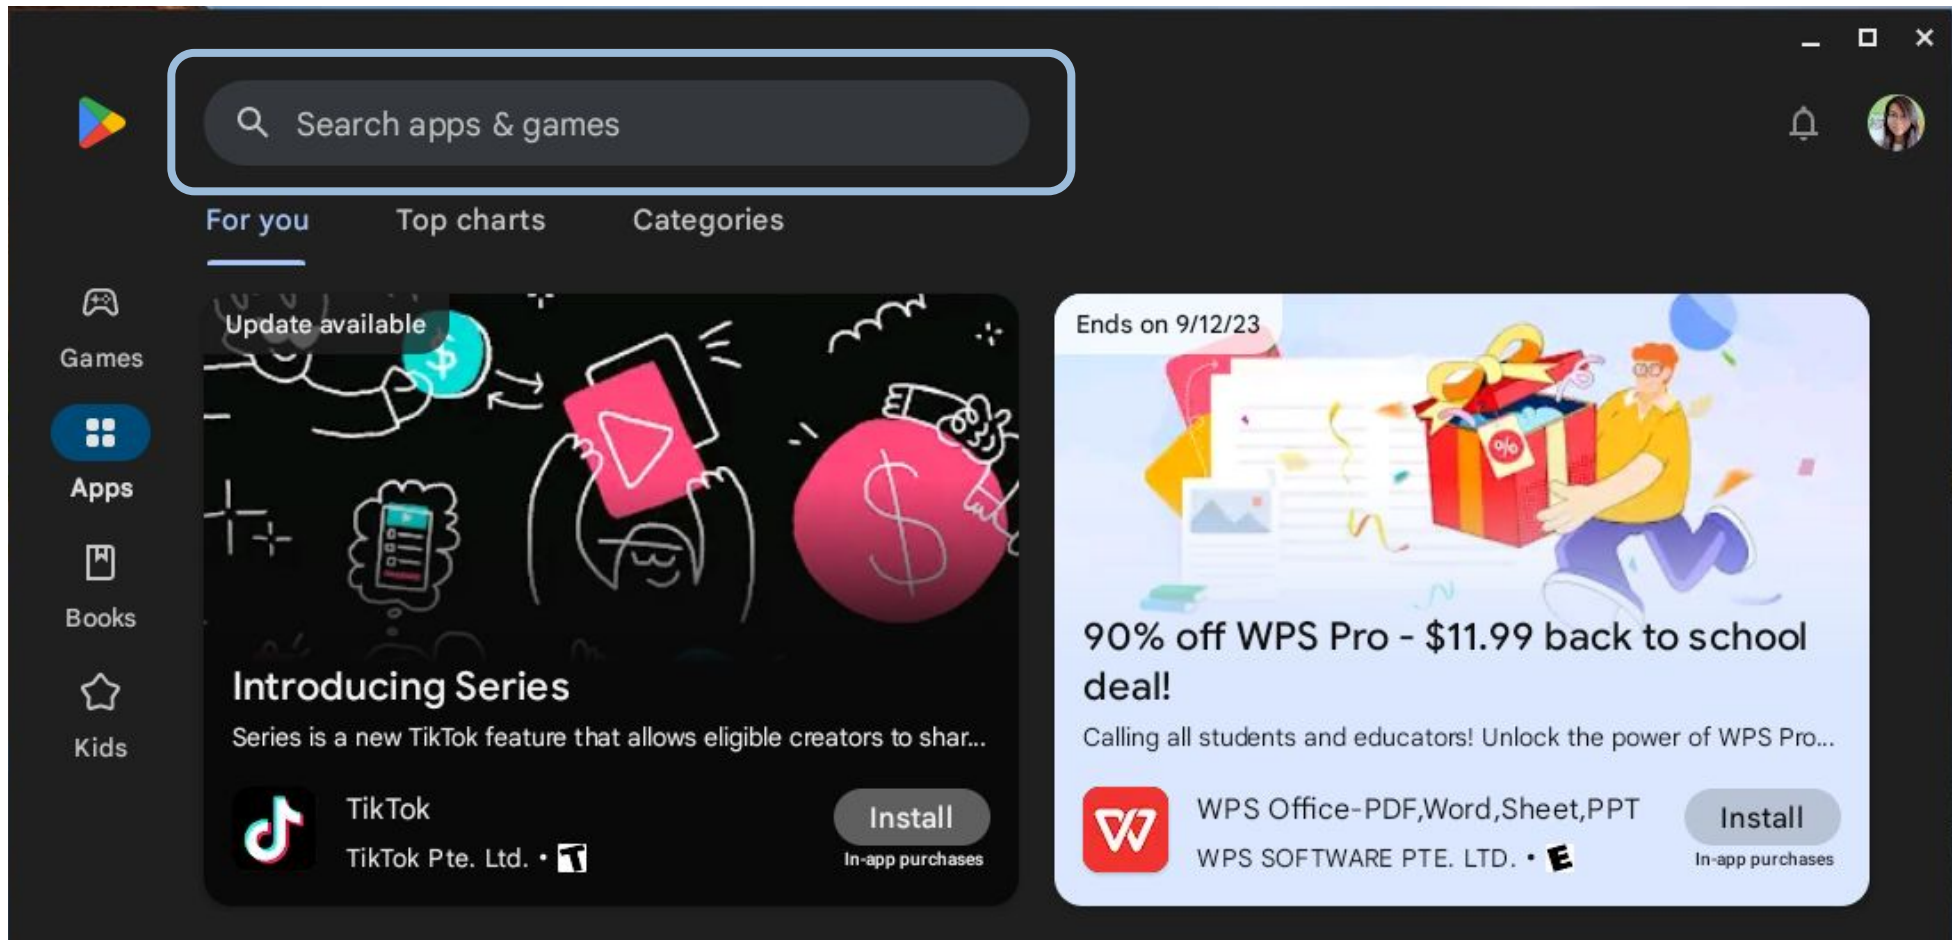 Search apps & games
For you
Top charts
Categories
Games
Apps
Books
Kids
Update available
$
$
Introducing Series
Series is a new TikTok feature that allows eligible creators to shar...
TikTok
TikTok Pte. Ltd. • T
Install
In-app purchases
Ends on 9/12/23
%
90% off WPS Pro - $11.99 back to school
deal!
Calling all students and educators! Unlock the power of WPS Pro...
W
WPS Office-PDF,Word,Sheet,PPT
WPS SOFTWARE PTE. LTD. • E
Install
In-app purchases